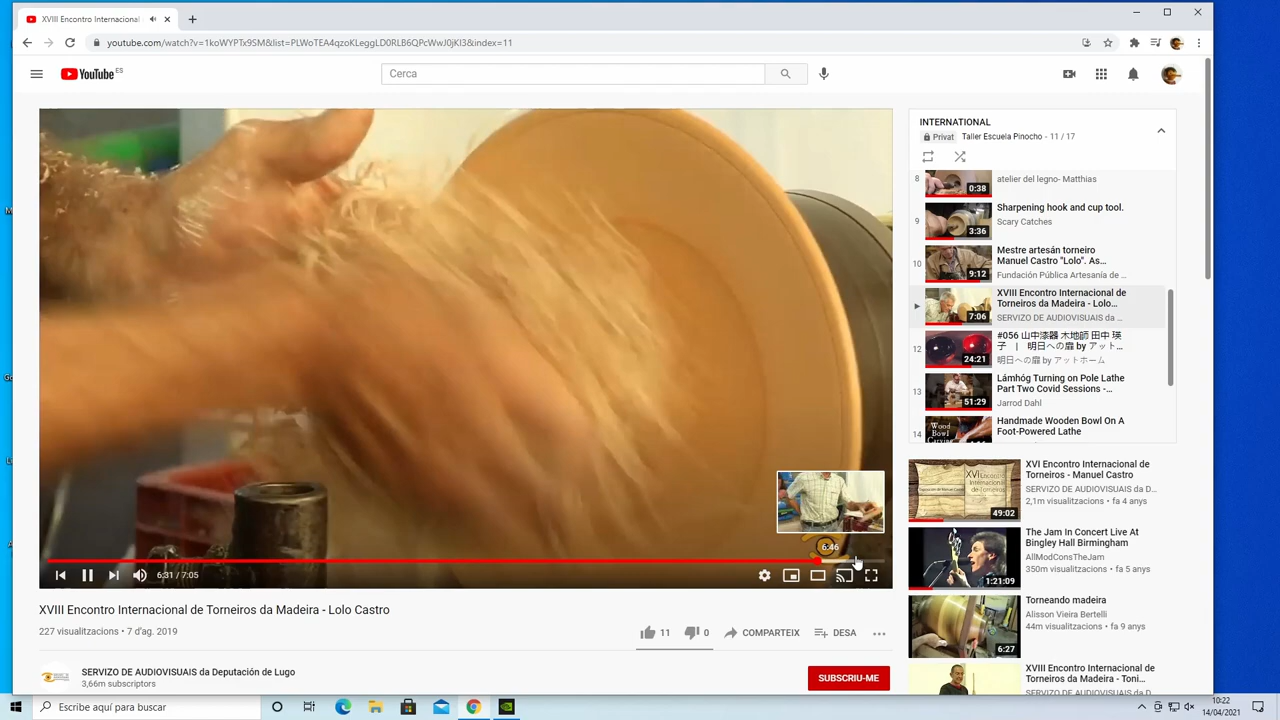 XVIII Encontro Internacional
youtube.com/watch?v=1koWYPTx9SM&list=PLWoTEA4qzoKLeggLD0RLB6QPcWwJ0jKl3&index=11
YouTube ES
Cerca
INTERNATIONAL
Privat Taller Escuela Pinocho - 11 / 17
8
atelier del legno- Matthias
0:38
9
Sharpening hook and cup tool.
Scary Catches
3:36
10
Mestre artesán torneiro
Manuel Castro "Lolo". As...
Fundación Pública Artesanía de ...
9:12
XVIII Encontro Internacional de
Torneiros da Madeira - Lolo...
SERVIZO DE AUDIOVISUAIS da ...
7:06
12
#056 山中漆器 木地師 田中 瑛
子 | 明日への扉 by アット...
明日への扉 by アットホーム
24:21
13
Lámhóg Turning on Pole Lathe
Part Two Covid Sessions -...
Jarrod Dahl
51:29
14
Handmade Wooden Bowl On A
Foot-Powered Lathe
Wood
Bowl
Carving
6:46
6:31 / 7:05
XVIII Encontro Internacional de Torneiros da Madeira - Lolo Castro
227 visualitzacions • 7 d'ag. 2019
11
0
COMPARTEIX
DESA
SERVIZO DE AUDIOVISUAIS da Deputación de Lugo
3,66m subscriptors
SUBSCRIU-ME
XVI Encontro Internacional de
Torneiros - Manuel Castro
SERVIZO DE AUDIOVISUAIS da D...
2,1m visualitzacions • fa 4 anys
49:02
The Jam In Concert Live At
Bingley Hall Birmingham
AllModConsTheJam
350m visualitzacions • fa 5 anys
1:21:09
Torneando madeira
Alisson Vieira Bertelli
44m visualitzacions • fa 9 anys
6:27
XVIII Encontro Internacional de
Torneiros da Madeira - Toni...
SERVIZO DE AUDIOVISUAIS da D...
Escribe aquí para buscar
10:22
14/04/2021